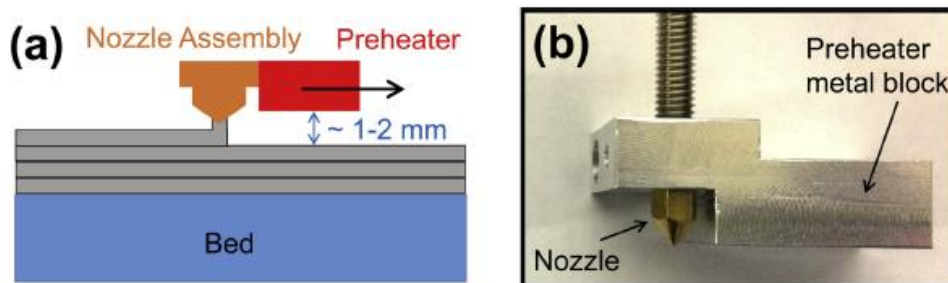 (a)
Nozzle Assembly
Preheater
~ 1-2 mm
Bed
(b)
Preheater
metal block
Nozzle